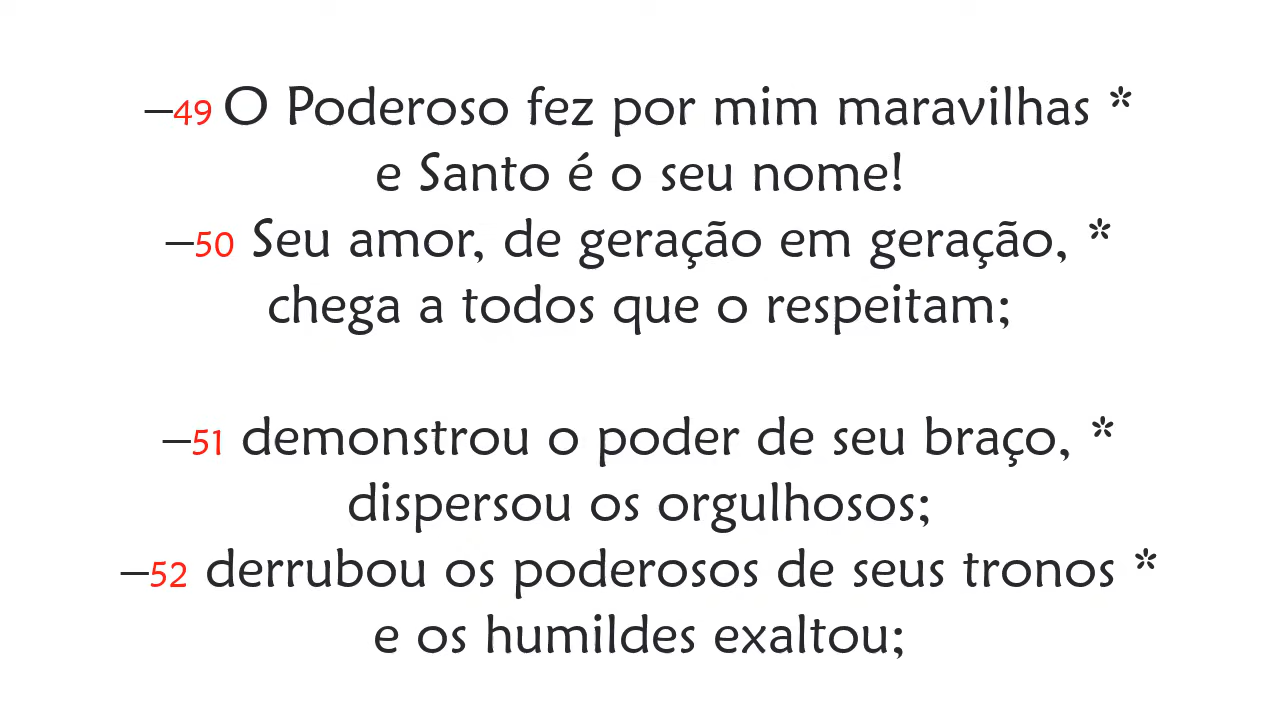 –49 O Poderoso fez por mim maravilhas *
e Santo é o seu nome!
–50 Seu amor, de geração em geração, *
chega a todos que o respeitam;
–51 demonstrou o poder de seu braço, *
dispersou os orgulhosos;
–52 derrubou os poderosos de seus tronos *
e os humildes exaltou;